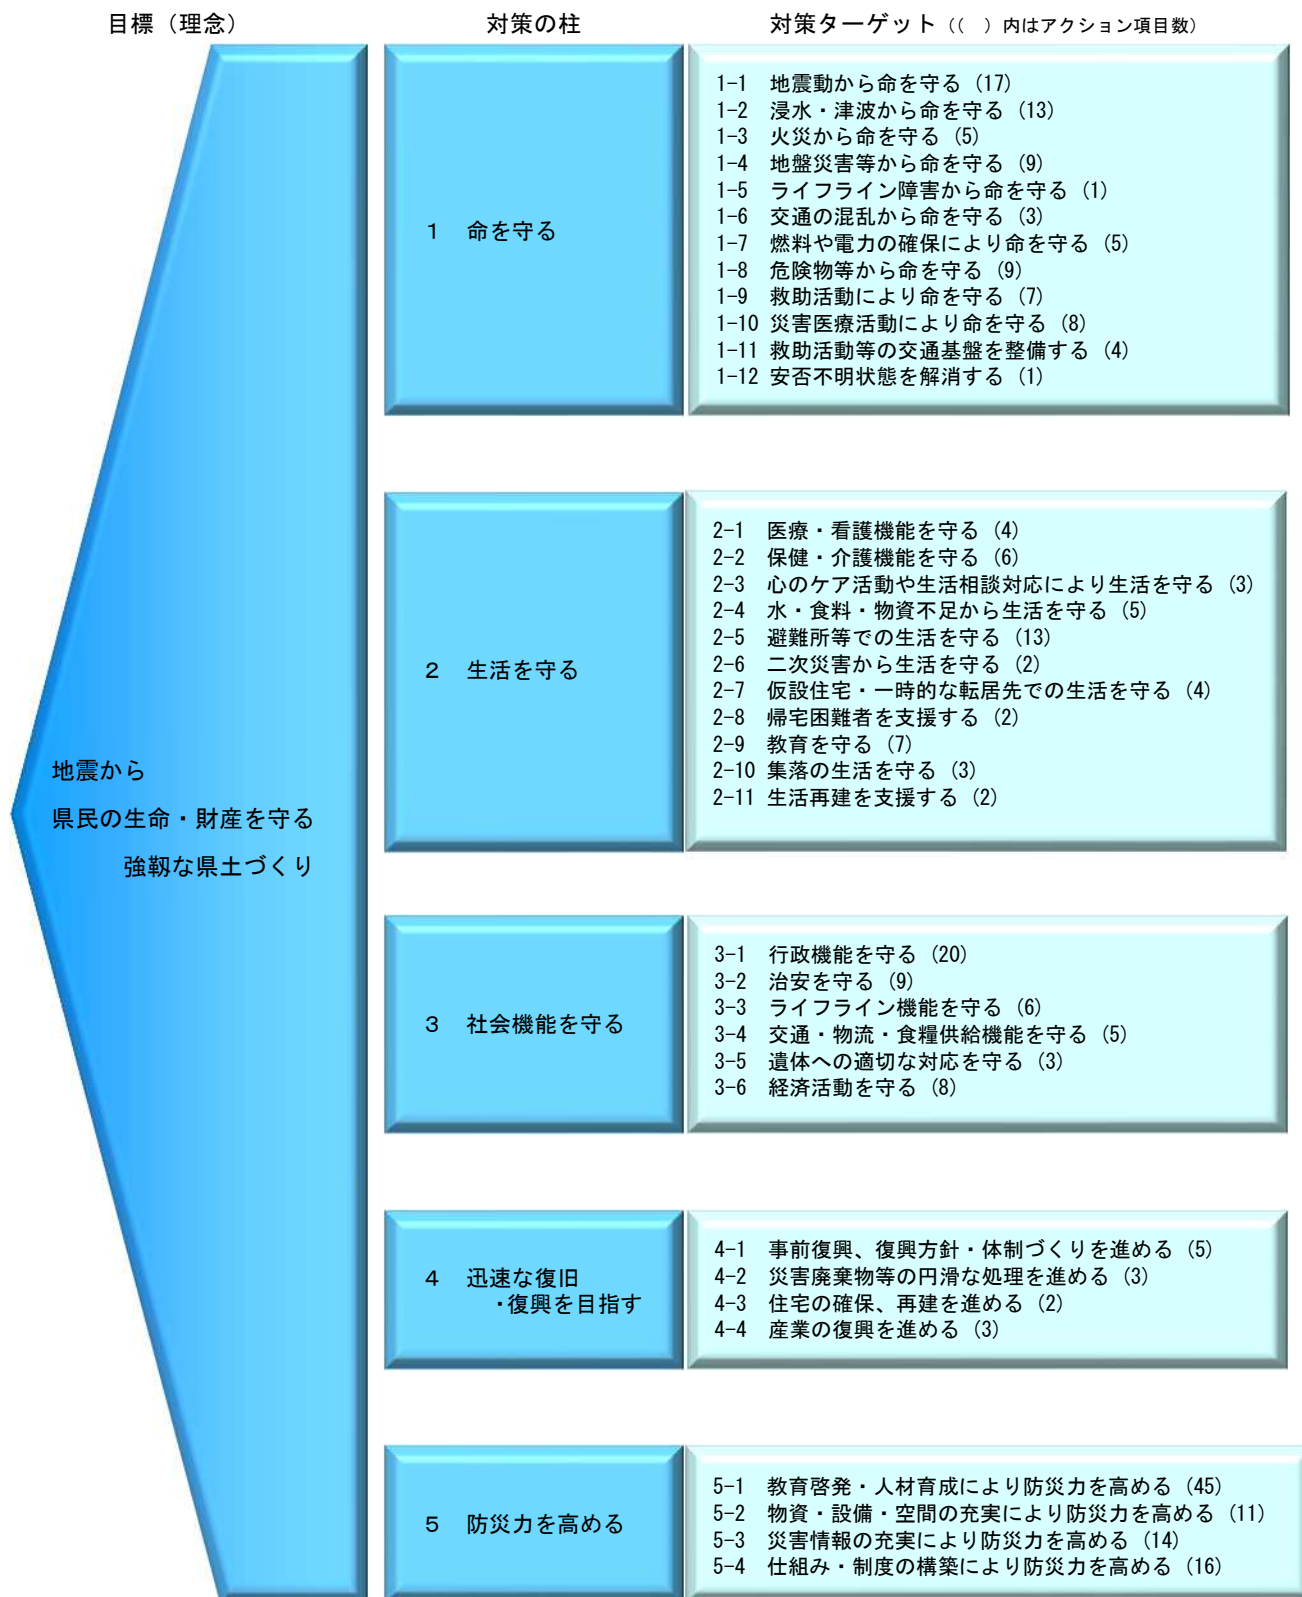 目標（理念）
対策の柱
対策ターゲット（（　）内はアクション項目数）
地震から
県民の生命・財産を守る
強靱な県土づくり
1 命を守る
1-1 地震動から命を守る (17)
1-2 浸水・津波から命を守る (13)
1-3 火災から命を守る (5)
1-4 地盤災害等から命を守る (9)
1-5 ライフライン障害から命を守る (1)
1-6 交通の混乱から命を守る (3)
1-7 燃料や電力の確保により命を守る (5)
1-8 危険物等から命を守る (9)
1-9 救助活動により命を守る (7)
1-10 災害医療活動により命を守る (8)
1-11 救助活動等の交通基盤を整備する (4)
1-12 安否不明状態を解消する (1)
2 生活を守る
2-1 医療・看護機能を守る (4)
2-2 保健・介護機能を守る (6)
2-3 心のケア活動や生活相談対応により生活を守る (3)
2-4 水・食料・物資不足から生活を守る (5)
2-5 避難所等での生活を守る (13)
2-6 二次災害から生活を守る (2)
2-7 仮設住宅・一時的な転居先での生活を守る (4)
2-8 帰宅困難者を支援する (2)
2-9 教育を守る (7)
2-10 集落の生活を守る (3)
2-11 生活再建を支援する (2)
3 社会機能を守る
3-1 行政機能を守る (20)
3-2 治安を守る (9)
3-3 ライフライン機能を守る (6)
3-4 交通・物流・食糧供給機能を守る (5)
3-5 遺体への適切な対応を守る (3)
3-6 経済活動を守る (8)
4 迅速な復旧
・復興を目指す
4-1 事前復興、復興方針・体制づくりを進める (5)
4-2 災害廃棄物等の円滑な処理を進める (3)
4-3 住宅の確保、再建を進める (2)
4-4 産業の復興を進める (3)
5 防災力を高める
5-1 教育啓発・人材育成により防災力を高める (45)
5-2 物資・設備・空間の充実により防災力を高める (11)
5-3 災害情報の充実により防災力を高める (14)
5-4 仕組み・制度の構築により防災力を高める (16)